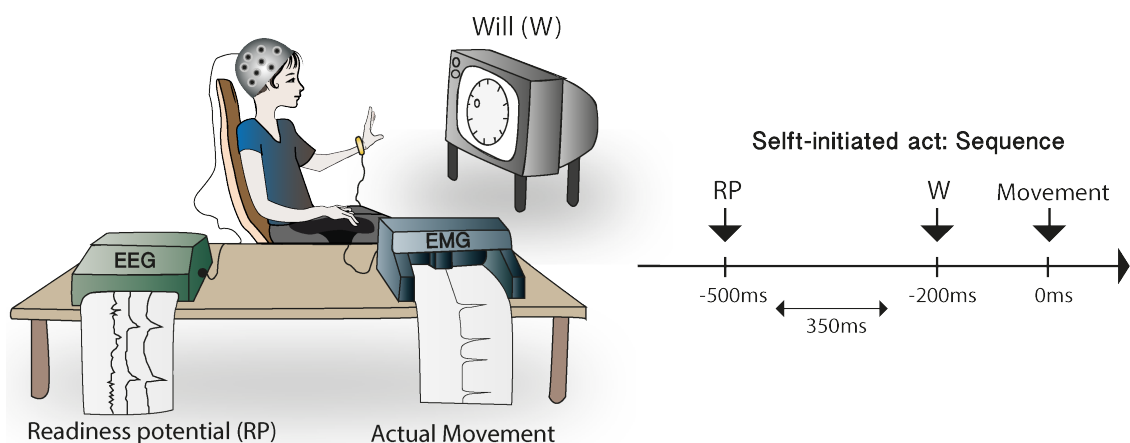 Will (W)
EEG
EMG
Readiness potential (RP)
Actual Movement
Selft-initiated act: Sequence
RP
W
Movement
-500ms
-200ms
0ms
350ms